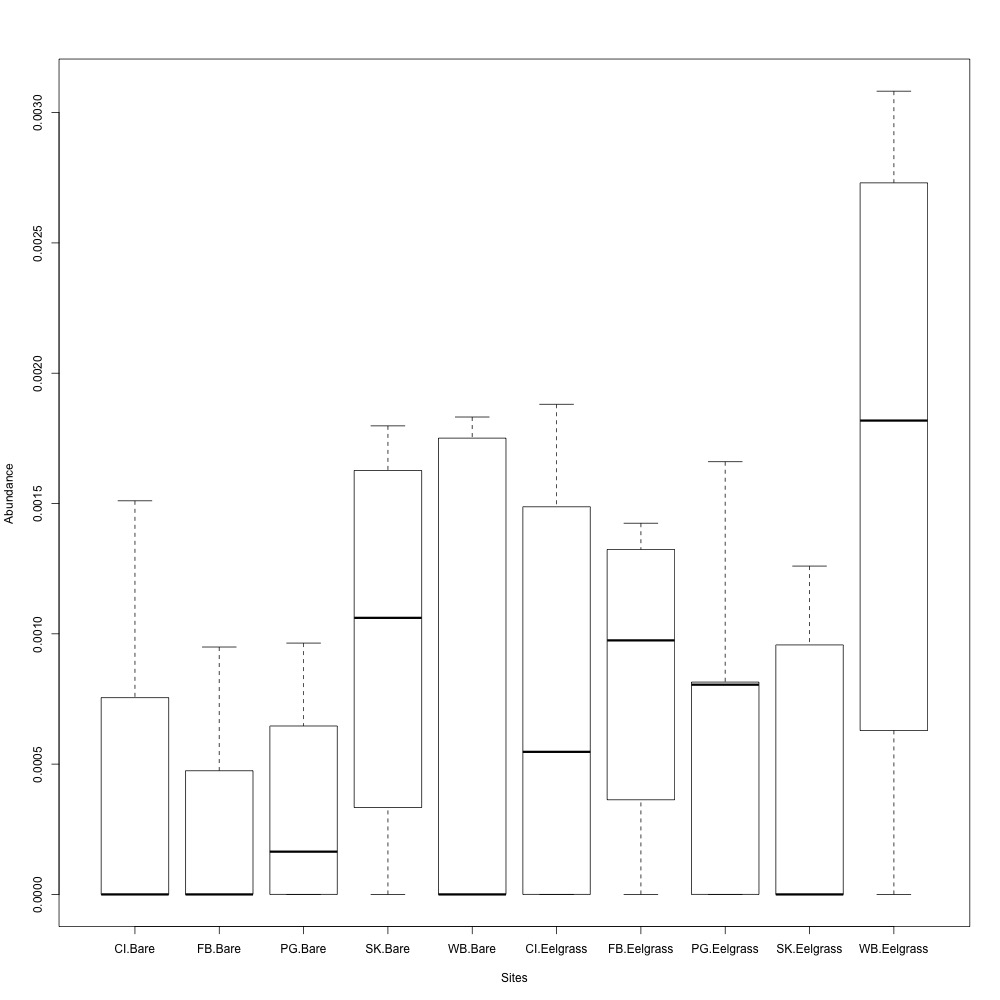 Abundance
0.0030
0.0025
0.0020
0.0015
0.0010
0.0005
0.0000
CI.Bare FB.Bare PG.Bare SK.Bare WB.Bare CI.Eelgrass FB.Eelgrass PG.Eelgrass SK.Eelgrass WB.Eelgrass
Sites